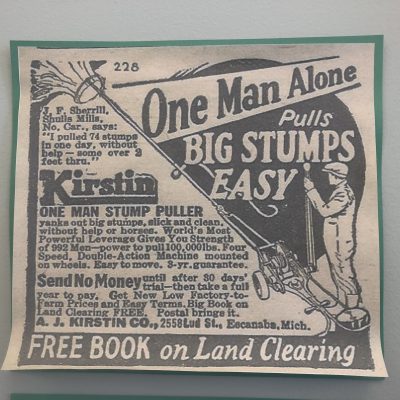 228
One Man Alone
Pulls
BIG STUMPS
EASY
J. F. Sherrill,
Shulls Mills,
No. Car., says:
"I pulled 74 stumps
in one day, without
help — some over 3
feet thru."
Kirstin
ONE MAN STUMP PULLER
yanks out big stumps, slick and clean,
without help or horses. World's Most
Powerful Leverage Gives You Strength
of 992 Men—power to pull 100,000lbs. Four
Speed, Double-Action Machine mounted
on wheels. Easy to move. 3-yr. guarantee.
Send No Money until after 30 days'
trial—then take a full
year to pay. Get New Low Factory-to-
Farm Prices and Easy Terms. Big Book on
Land Clearing FREE. Postal brings it.
A. J. KIRSTIN CO., 2558 Lud St., Escanaba, Mich.
FREE BOOK on Land Clearing